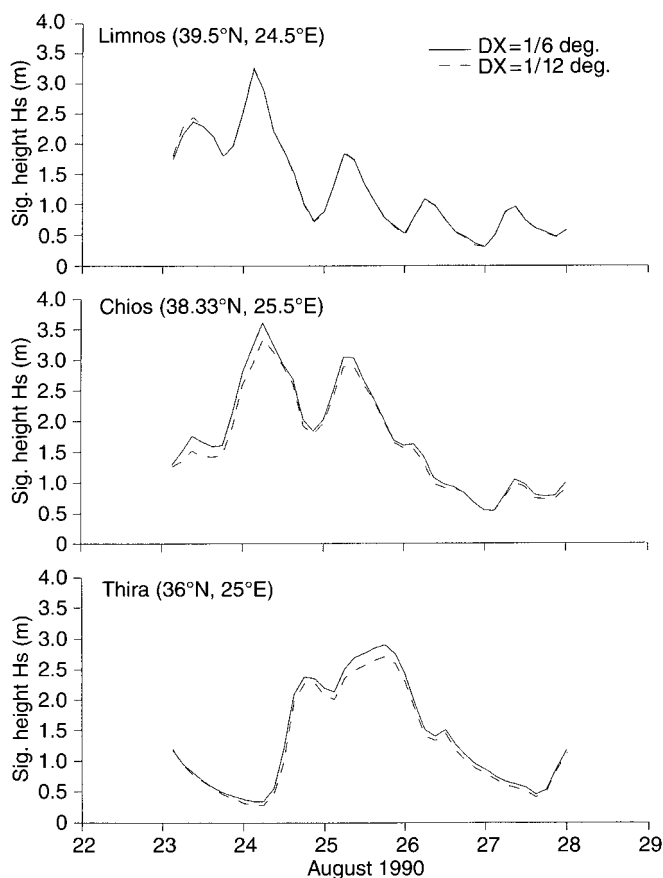 Limnos (39.5°N, 24.5°E)
DX=1/6 deg.
DX=1/12 deg.
Sig. height Hs (m)
4.0
3.5
3.0
2.5
2.0
1.5
1.0
0.5
0
Chios (38.33°N, 25.5°E)
Sig. height Hs (m)
4.0
3.5
3.0
2.5
2.0
1.5
1.0
0.5
0
Thira (36°N, 25°E)
Sig. height Hs (m)
4.0
3.5
3.0
2.5
2.0
1.5
1.0
0.5
0
22 23 24 25 26 27 28 29
August 1990